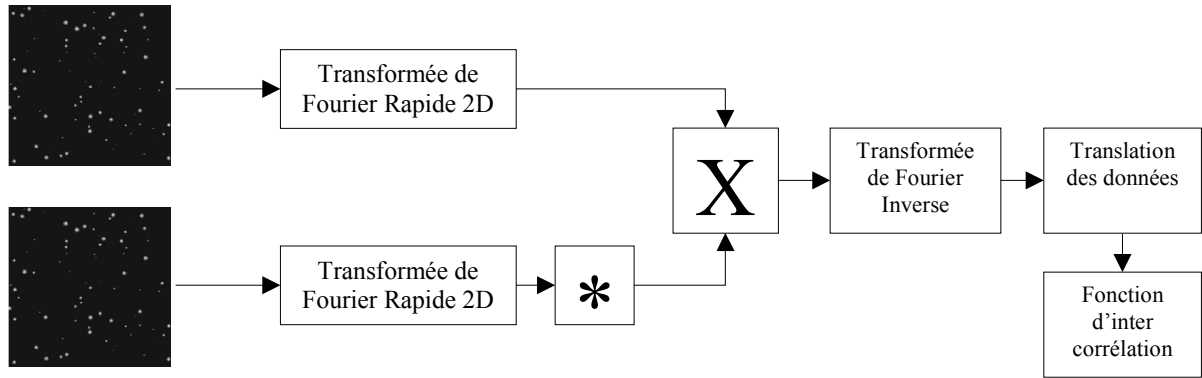 Transformée de
Fourier Rapide 2D
X
Transformée
de Fourier
Inverse
Translation
des données
Transformée de
Fourier Rapide 2D
*
Fonction
d'inter
corrélation